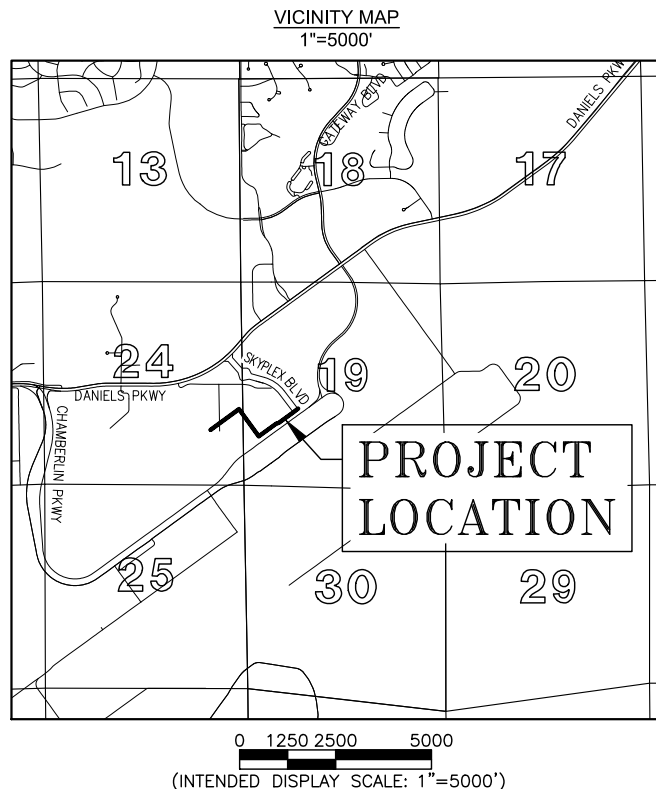 VICINITY MAP
1"=5000'
DANIELS PKWY
GATEWAY BLVD
13
18
17
24
SKYPLEX BLVD
19
20
DANIELS PKWY
CHAMBERLIN PKWY
PROJECT
LOCATION
25
30
29
0 1250 2500 5000
(INTENDED DISPLAY SCALE: 1"=5000')